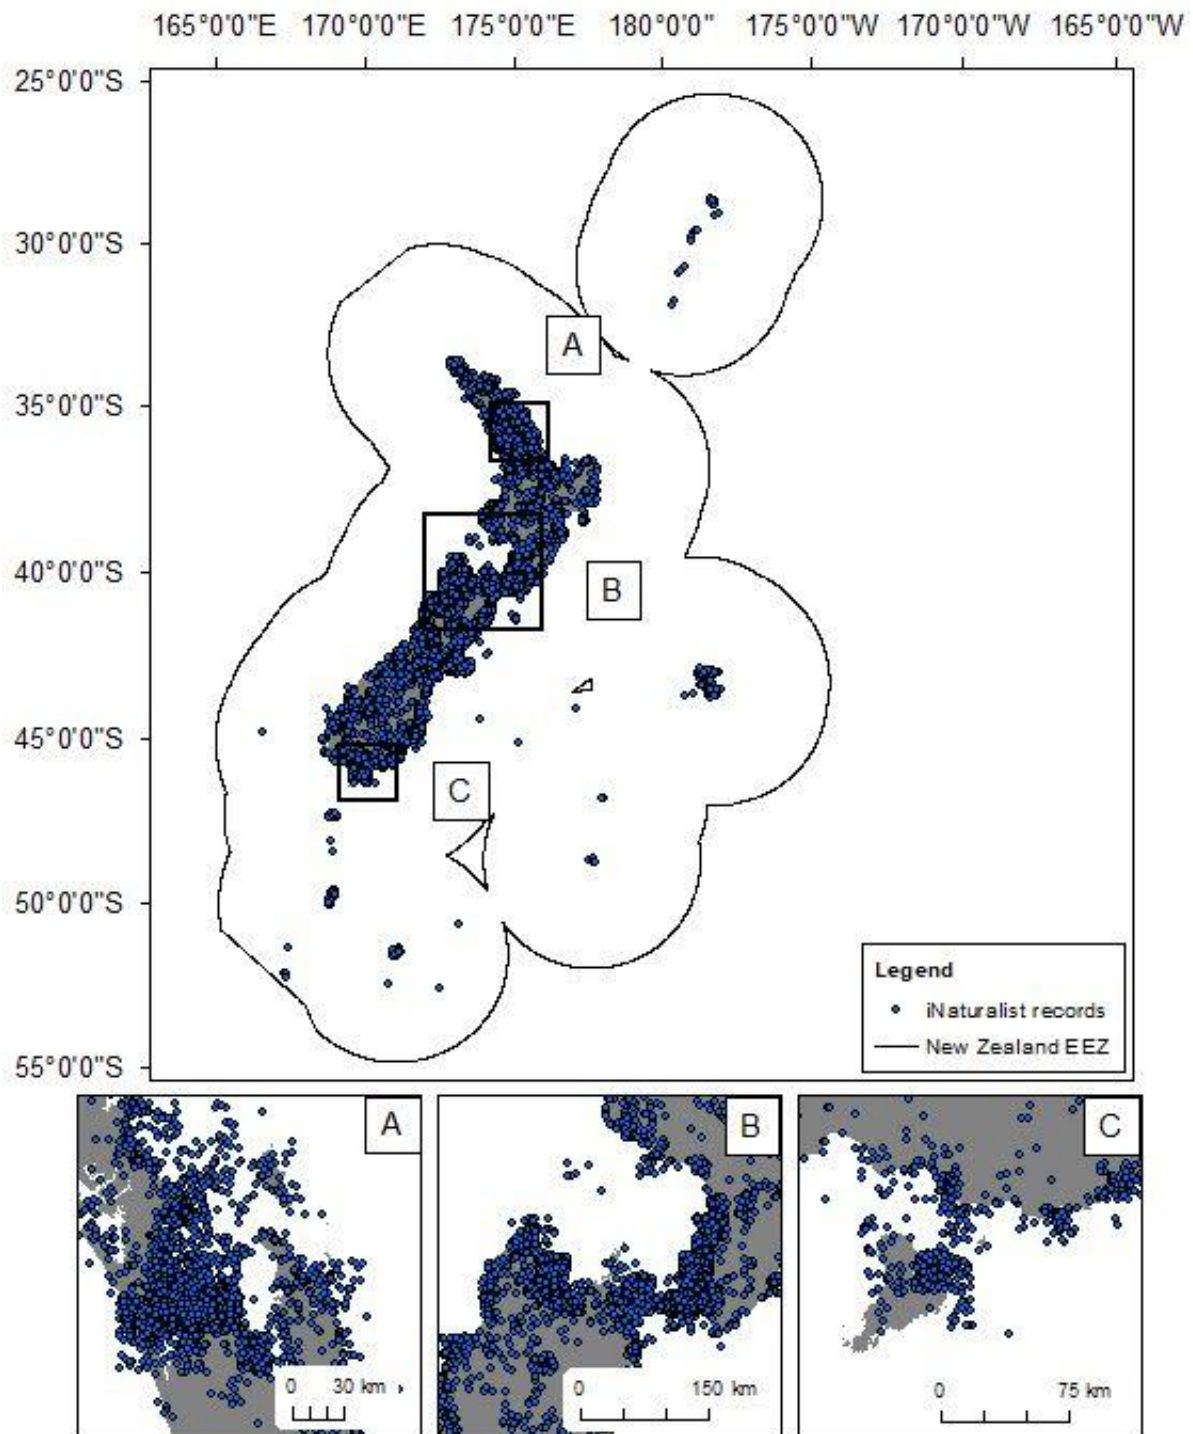 165°0'0"E 170°0'0"E 175°0'0"E 180°0'0" 175°0'0"W 170°0'0"W 165°0'0"W
25°0'0"S
30°0'0"S
A
35°0'0"S
40°0'0"S
B
45°0'0"S
C
50°0'0"S
Legend
iNaturalist records
New Zealand EEZ
55°0'0"S
A
B
C
0 30 km
0 150 km
0 75 km